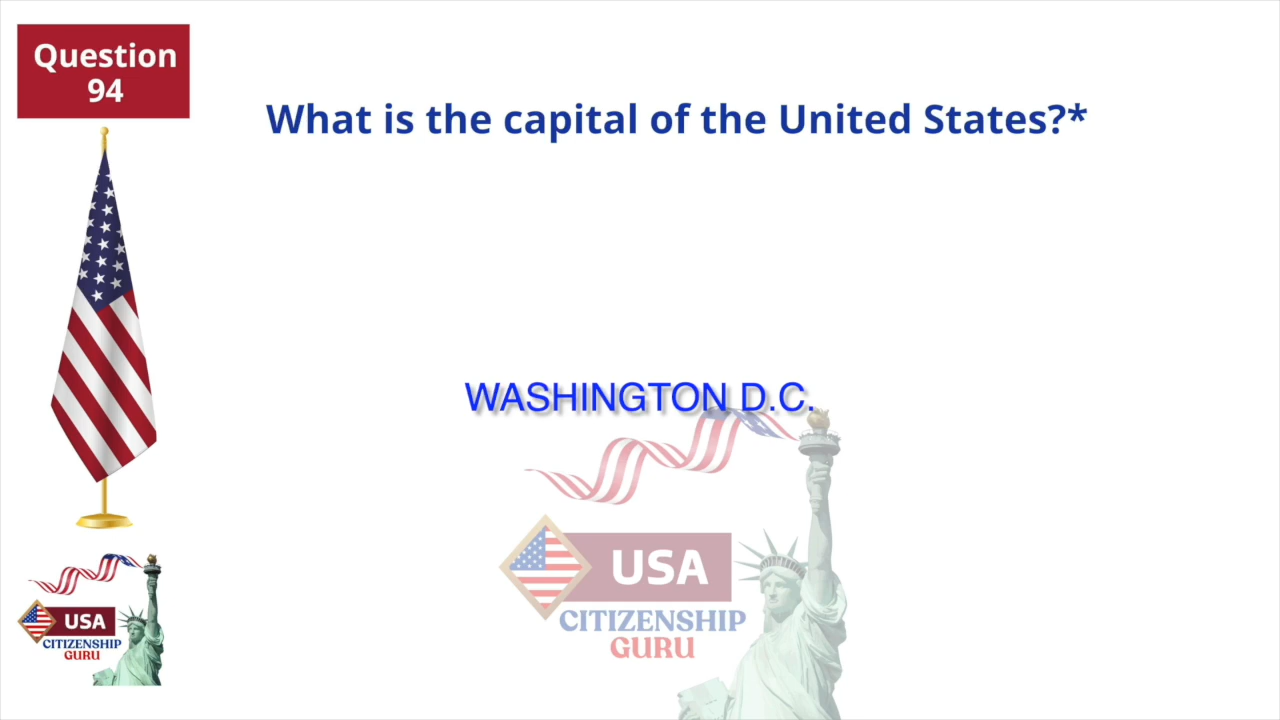 Question
94
What is the capital of the United States?*
WASHINGTON D.C.
USA
CITIZENSHIP
GURU
USA
CITIZENSHIP
GURU